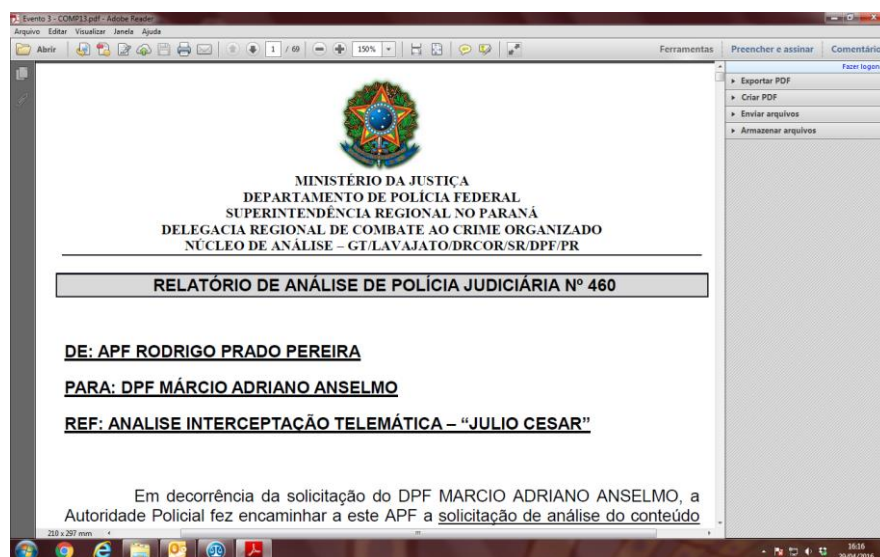 Evento 3 - COMP13.pdf - Adobe Reader
Arquivo Editar Visualizar Janela Ajuda
Abrir 1 / 69 150% Ferramentas Preencher e assinar Comentário
Fazer logon
Exportar PDF
Criar PDF
Enviar arquivos
Armazenar arquivos
MINISTÉRIO DA JUSTIÇA
DEPARTAMENTO DE POLÍCIA FEDERAL
SUPERINTENDÊNCIA REGIONAL NO PARANÁ
DELEGACIA REGIONAL DE COMBATE AO CRIME ORGANIZADO
NÚCLEO DE ANÁLISE – GT/LAVAJATO/DRCOR/SR/DPF/PR
RELATÓRIO DE ANÁLISE DE POLÍCIA JUDICIÁRIA Nº 460
DE: APF RODRIGO PRADO PEREIRA
PARA: DPF MÁRCIO ADRIANO ANSELMO
REF: ANALISE INTERCEPTAÇÃO TELEMÁTICA – “JULIO CESAR”
Em decorrência da solicitação do DPF MARCIO ADRIANO ANSELMO, a
Autoridade Policial fez encaminhar a este APF a solicitação de análise do conteúdo
210 x 297 mm
16:16
29/04/2016